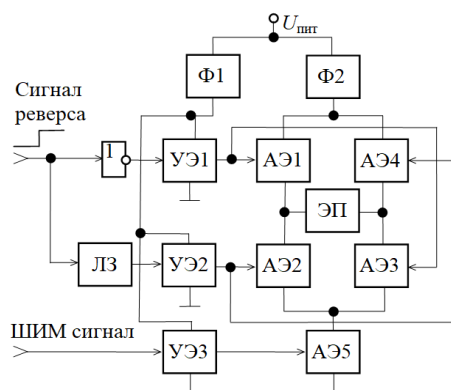 Uпит
Ф1 Ф2
Сигнал
реверса
1 УЭ1 АЭ1 АЭ4
ЭП
ЛЗ УЭ2 АЭ2 АЭ3
ШИМ сигнал
УЭ3 АЭ5